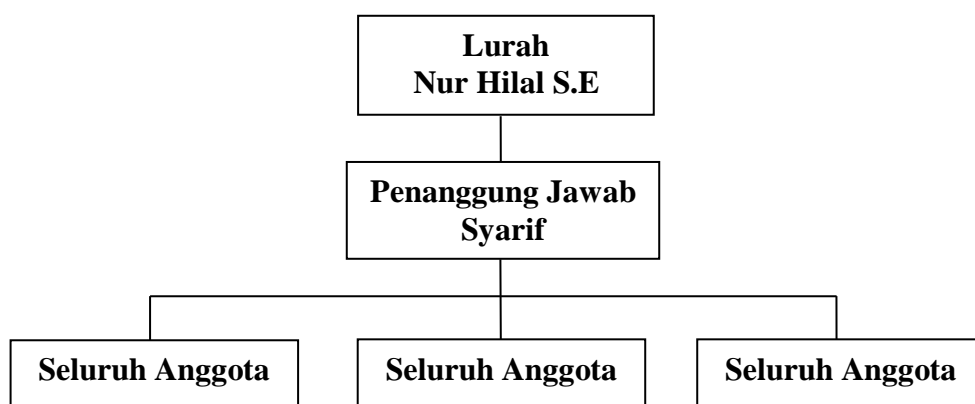 Lurah
Nur Hilal S.E
Penanggung Jawab
Syarif
Seluruh Anggota
Seluruh Anggota
Seluruh Anggota